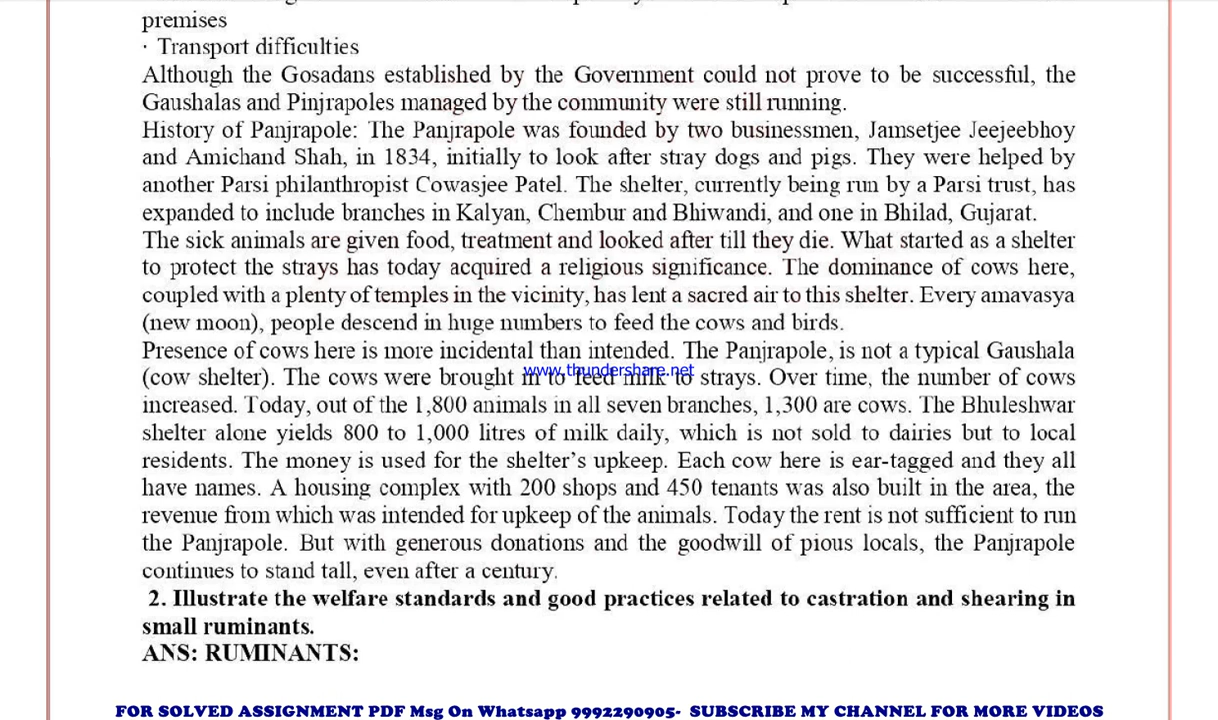 premises
· Transport difficulties
Although the Gosadans established by the Government could not prove to be successful, the
Gaushalas and Pinjrapoles managed by the community were still running.
History of Panjrapole: The Panjrapole was founded by two businessmen, Jamsetjee Jeejeebhoy
and Amichand Shah, in 1834, initially to look after stray dogs and pigs. They were helped by
another Parsi philanthropist Cowasjee Patel. The shelter, currently being run by a Parsi trust, has
expanded to include branches in Kalyan, Chembur and Bhiwandi, and one in Bhilad, Gujarat.
The sick animals are given food, treatment and looked after till they die. What started as a shelter
to protect the strays has today acquired a religious significance. The dominance of cows here,
coupled with a plenty of temples in the vicinity, has lent a sacred air to this shelter. Every amavasya
(new moon), people descend in huge numbers to feed the cows and birds.
Presence of cows here is more incidental than intended. The Panjrapole, is not a typical Gaushala
www.thundershare.net
(cow shelter). The cows were brought in to feed milk to strays. Over time, the number of cows
increased. Today, out of the 1,800 animals in all seven branches, 1,300 are cows. The Bhuleshwar
shelter alone yields 800 to 1,000 litres of milk daily, which is not sold to dairies but to local
residents. The money is used for the shelter's upkeep. Each cow here is ear-tagged and they all
have names. A housing complex with 200 shops and 450 tenants was also built in the area, the
revenue from which was intended for upkeep of the animals. Today the rent is not sufficient to run
the Panjrapole. But with generous donations and the goodwill of pious locals, the Panjrapole
continues to stand tall, even after a century.
2. Illustrate the welfare standards and good practices related to castration and shearing in
small ruminants.
ANS: RUMINANTS:
FOR SOLVED ASSIGNMENT PDF Msg On Whatsapp 9992290905- SUBSCRIBE MY CHANNEL FOR MORE VIDEOS